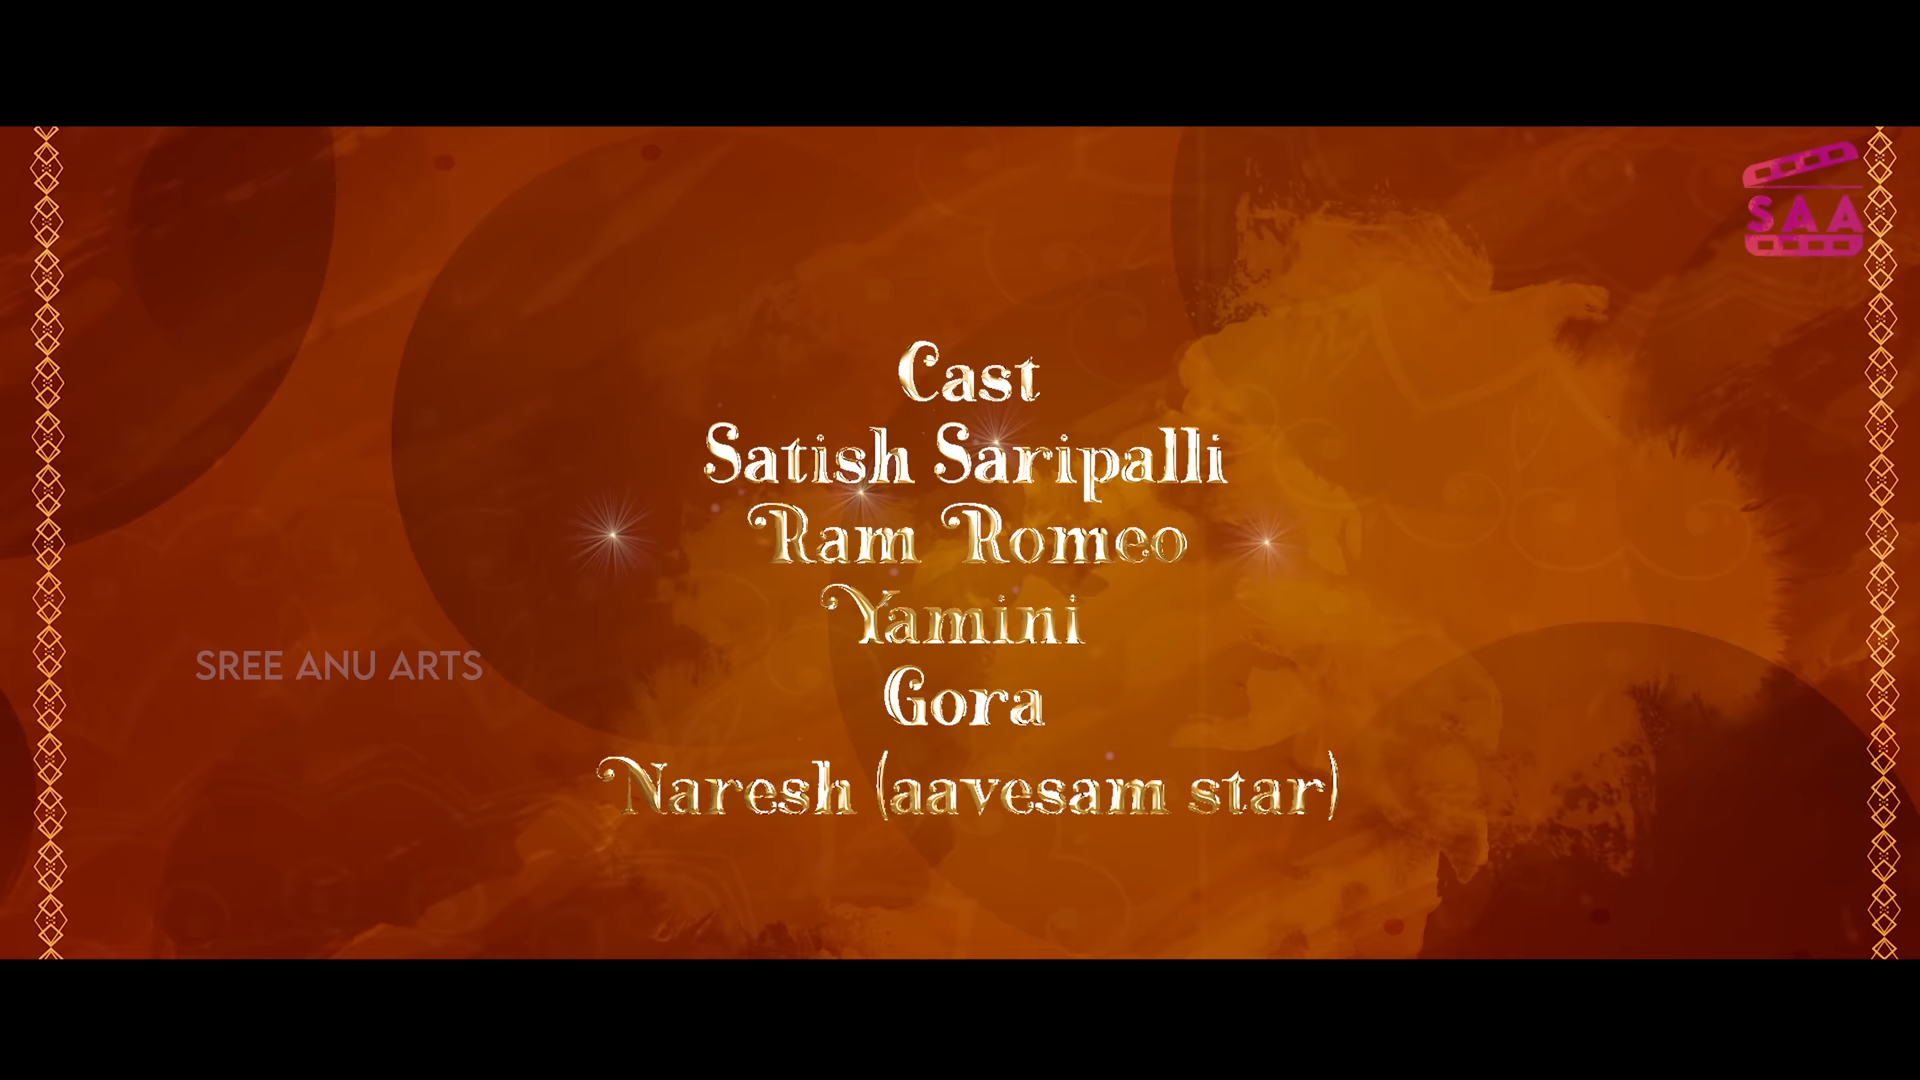 SAA
Cast
Satish Saripalli
Ram Romeo
Yamini
Gora
Naresh (aavesam star)
SREE ANU ARTS